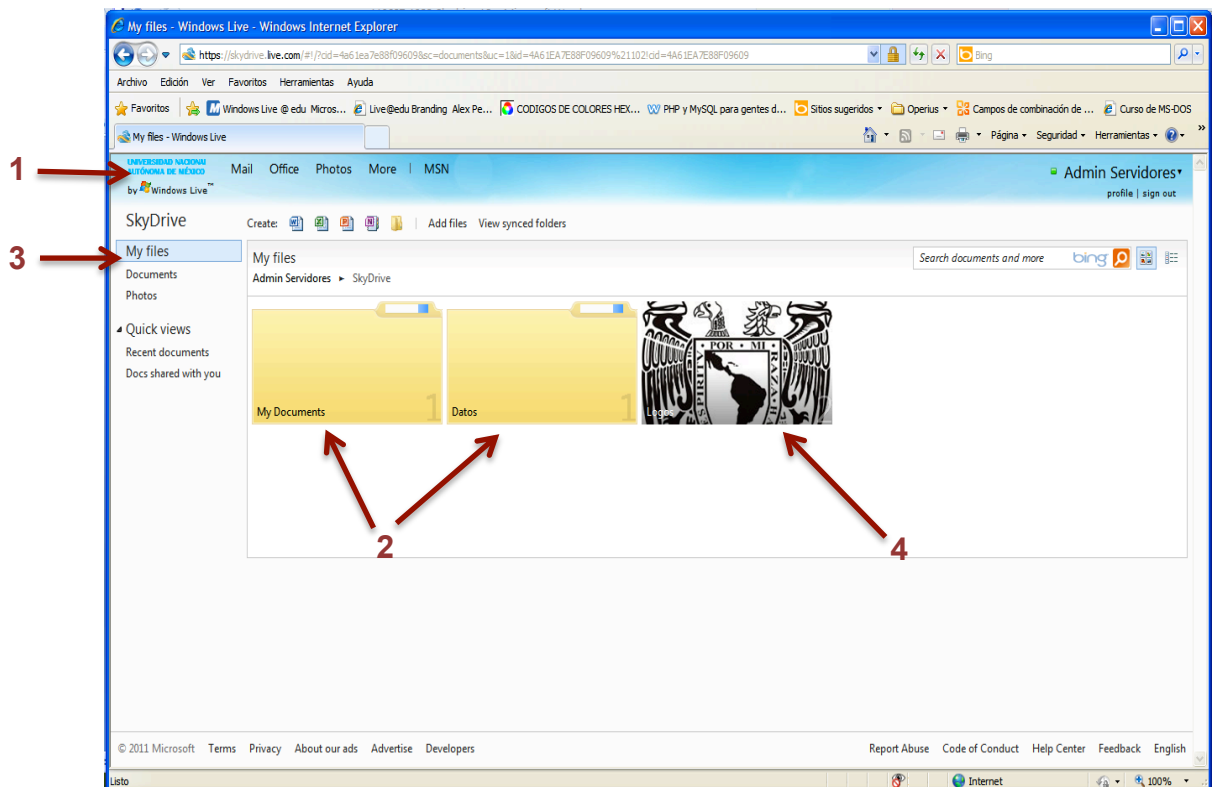 My files - Windows Live - Windows Internet Explorer
https://skydrive.live.com/#!/?cid=4a61ea7e88f09609&sc=documents&uc=1&id=4A61EA7E88F09609%21102!cid=4A61EA7E88F09609
Bing
Archivo Edición Ver Favoritos Herramientas Ayuda
Favoritos Windows Live @ edu Micros... Live@edu Branding Alex Pe... CODIGOS DE COLORES HEX... PHP y MySQL para gentes d... Sitios sugeridos Operius Campos de combinación de ... Curso de MS-DOS
My files - Windows Live
Página Seguridad Herramientas »
1
UNIVERSIDAD NACIONAL
AUTÓNOMA DE MÉXICO
by Windows Live™
Mail Office Photos More | MSN
Admin Servidores
profile | sign out
SkyDrive
Create: Add files View synced folders
3
My files
Documents
Photos
Quick views
Recent documents
Docs shared with you
My files
Admin Servidores ► SkyDrive
Search documents and more bing
POR MI RAZA H
SPIRITV
My Documents 1
Datos 1
Logos
2
4
© 2011 Microsoft Terms Privacy About our ads Advertise Developers
Report Abuse Code of Conduct Help Center Feedback English
Listo
Internet
100%